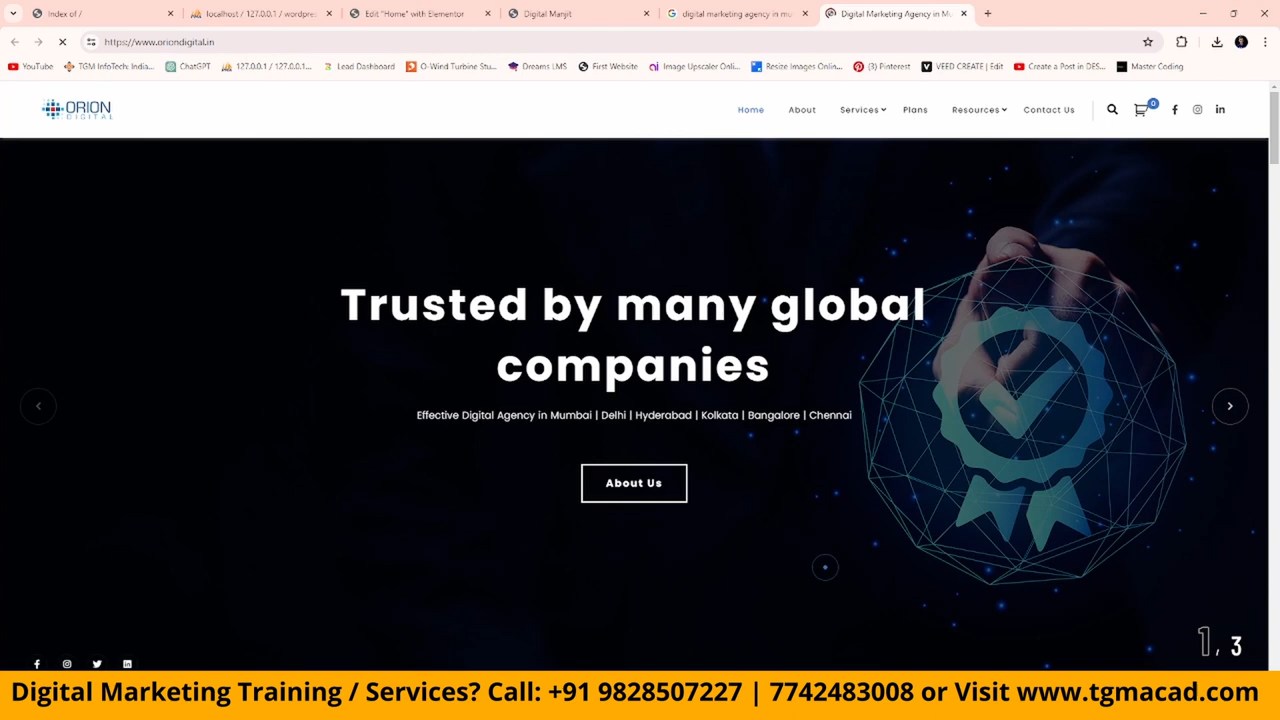 Index of /
localhost / 127.0.0.1 / wordpre
Edit "Home" with Elementor
Digital Manjit
digital marketing agency in mu
Digital Marketing Agency in Mu
https://www.oriondigital.in
YouTube
TGM InfoTech: India...
ChatGPT
127.0.0.1 / 127.0.0.1...
Lead Dashboard
O-Wind Turbine Stu...
Dreams LMS
First Website
Image Upscaler Onli...
Resize Images Onlin...
(3) Pinterest
VEED CREATE | Edit
Create a Post in DES...
Master Coding
ORION
DIGITAL
Home
About
Services
Plans
Resources
Contact Us
0
Trusted by many global
companies
Effective Digital Agency in Mumbai | Delhi | Hyderabad | Kolkata | Bangalore | Chennai
About Us
1, 3
Digital Marketing Training / Services? Call: +91 9828507227 | 7742483008 or Visit www.tgmacad.com